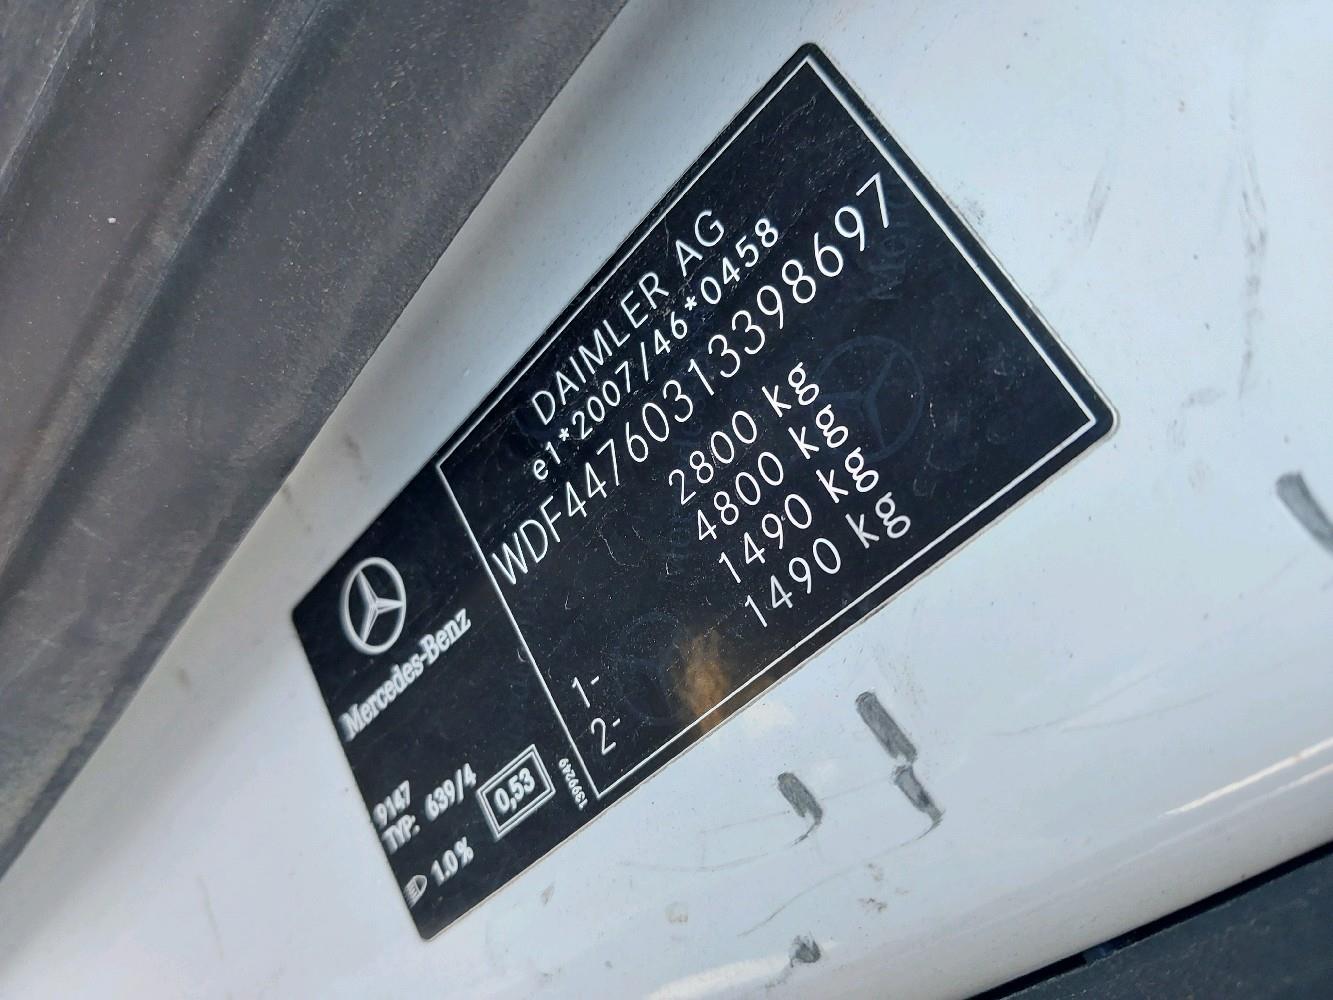 DAIMLER AG
e1*2007/46*0458
WDF44760313398697
2800 kg
4800 kg
1490 kg
1490 kg
1-
2-
Mercedes-Benz
9147
TYP: 639/4
0,53
1.0%
1399249